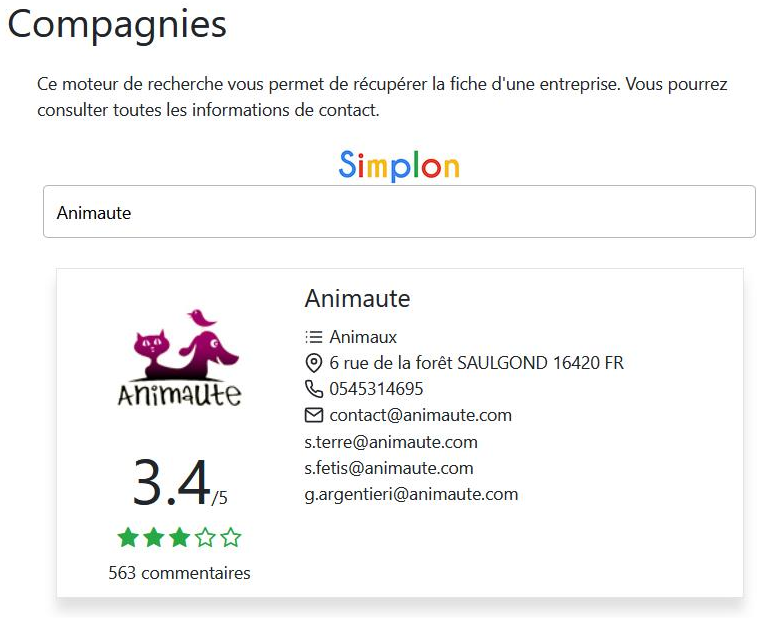 Compagnies
Ce moteur de recherche vous permet de récupérer la fiche d'une entreprise. Vous pourrez
consulter toutes les informations de contact.
Simplon
Animaute
Animaute
Animaux
6 rue de la forêt SAULGOND 16420 FR
0545314695
contact@animaute.com
s.terre@animaute.com
s.fetis@animaute.com
g.argentieri@animaute.com
Animaute
3.4/5
563 commentaires